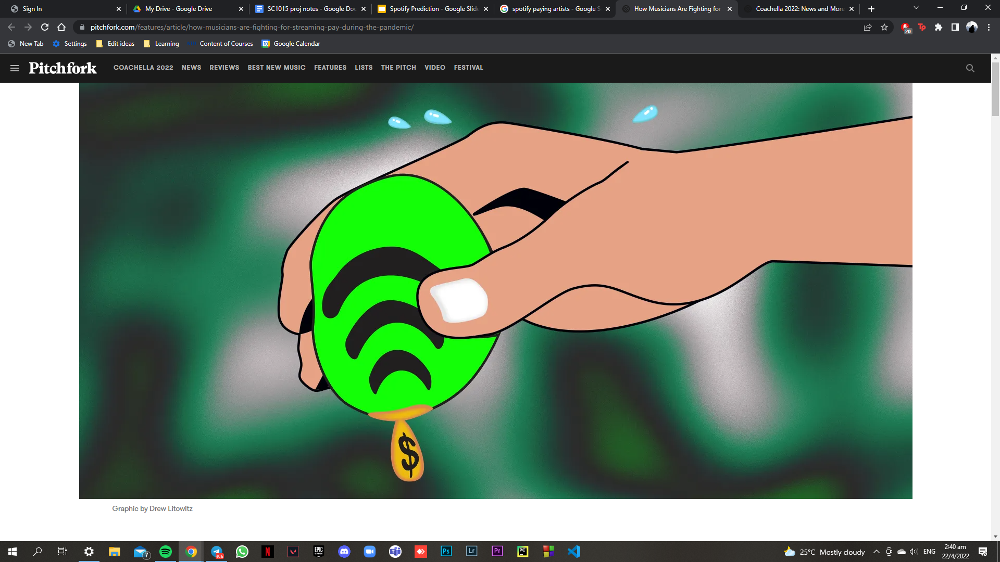 Sign In
My Drive - Google Drive
SC1015 proj notes - Google Doc
Spotify Prediction - Google Slide
spotify paying artists - Google S
How Musicians Are Fighting for
Coachella 2022: News and More
pitchfork.com/features/article/how-musicians-are-fighting-for-streaming-pay-during-the-pandemic/
20
Tp
New Tab
Settings
Edit ideas
Learning
Content of Courses
10
Google Calendar
Pitchfork
COACHELLA 2022
NEWS
REVIEWS
BEST NEW MUSIC
FEATURES
LISTS
THE PITCH
VIDEO
FESTIVAL
$
Graphic by Drew Litowitz
7
406
N
EPIC
GAMES
Ps
Lr
Pr
PC
25°C Mostly cloudy
ENG
2:40 am
22/4/2022